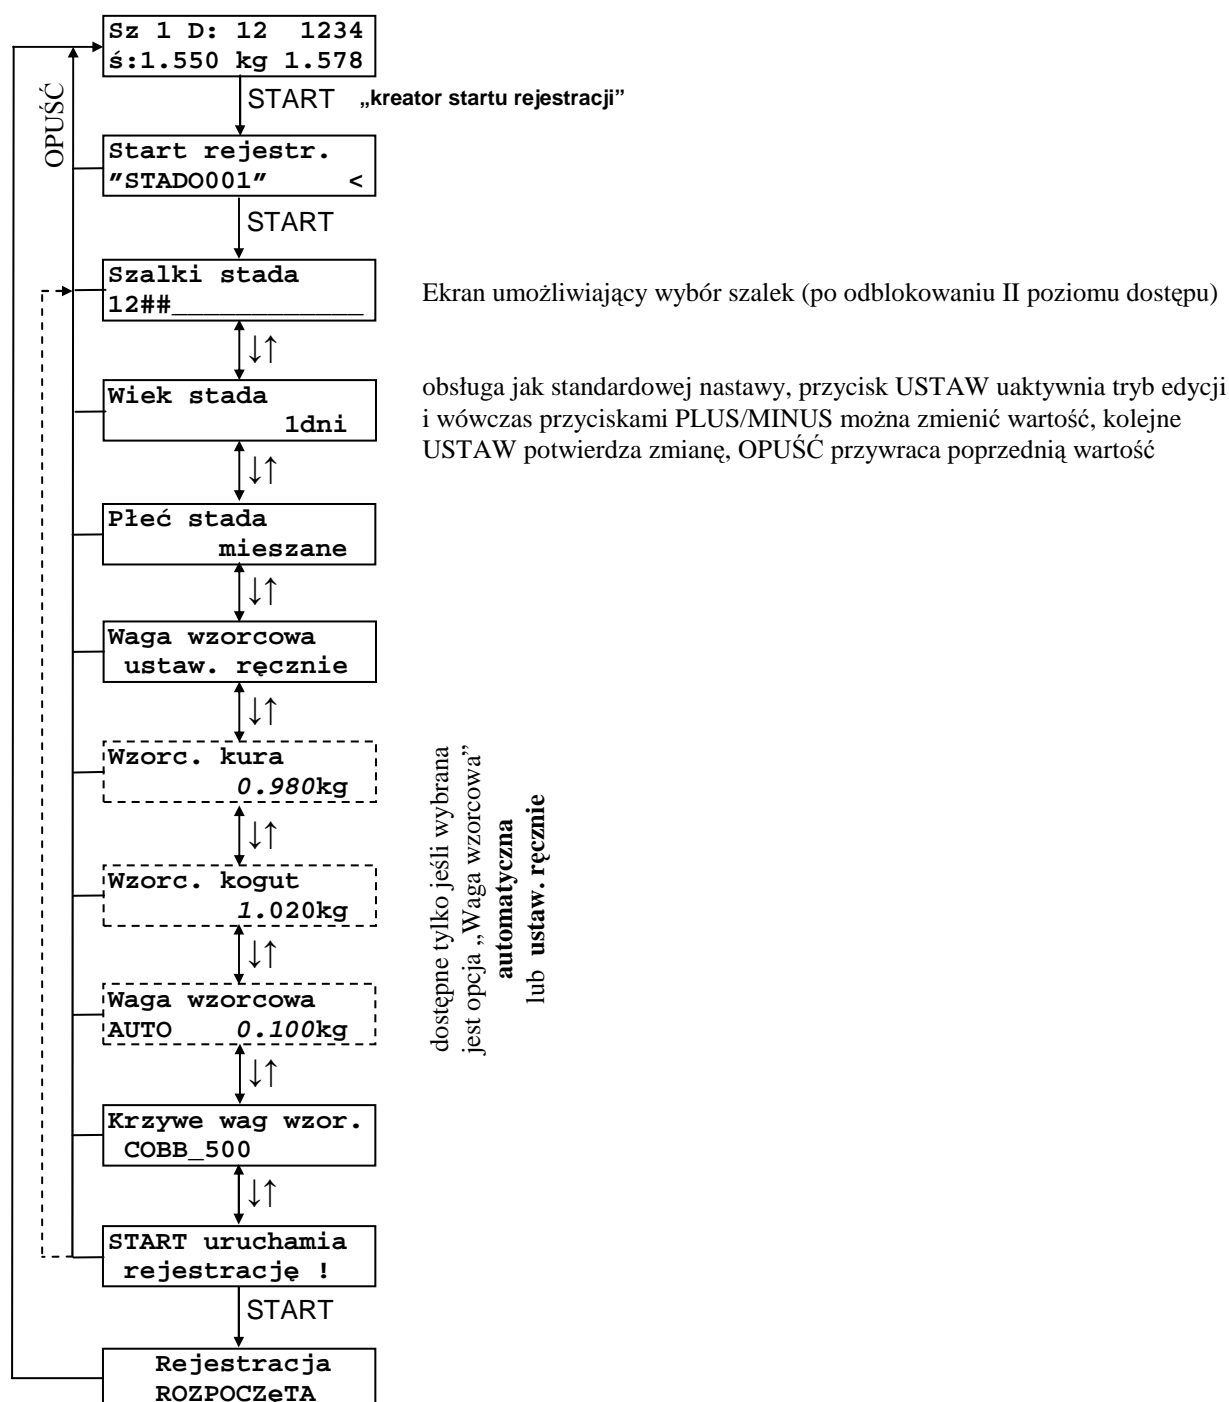 Sz 1 D: 12 1234
ś:1.550 kg 1.578
OPUŚĆ
START „kreator startu rejestracji”
Start rejestr.
"STADO001" <
START
Szalki stada
12##____________
Ekran umożliwiający wybór szalek (po odblokowaniu II poziomu dostępu)
↓↑
Wiek stada
1dni
obsługa jak standardowej nastawy, przycisk USTAW uaktywnia tryb edycji
i wówczas przyciskami PLUS/MINUS można zmienić wartość, kolejne
USTAW potwierdza zmianę, OPUŚĆ przywraca poprzednią wartość
↓↑
Płeć stada
mieszane
↓↑
Waga wzorcowa
ustaw. ręcznie
↓↑
Wzorc. kura
0.980kg
↓↑
Wzorc. kogut
1.020kg
↓↑
Waga wzorcowa
AUTO 0.100kg
dostępne tylko jeśli wybrana
jest opcja „Waga wzorcowa”
automatyczna
lub ustaw. ręcznie
↓↑
Krzywe wag wzor.
COBB_500
↓↑
START uruchamia
rejestrację !
START
Rejestracja
ROZPOCZęTA